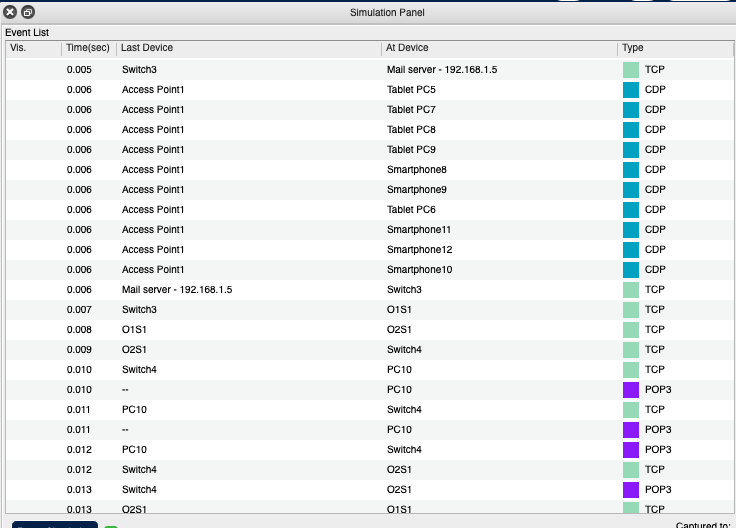 Simulation Panel
Event List
Vis. Time(sec) Last Device At Device Type
0.005 Switch3 Mail server - 192.168.1.5 TCP
0.006 Access Point1 Tablet PC5 CDP
0.006 Access Point1 Tablet PC7 CDP
0.006 Access Point1 Tablet PC8 CDP
0.006 Access Point1 Tablet PC9 CDP
0.006 Access Point1 Smartphone8 CDP
0.006 Access Point1 Smartphone9 CDP
0.006 Access Point1 Tablet PC6 CDP
0.006 Access Point1 Smartphone11 CDP
0.006 Access Point1 Smartphone12 CDP
0.006 Access Point1 Smartphone10 CDP
0.006 Mail server - 192.168.1.5 Switch3 TCP
0.007 Switch3 O1S1 TCP
0.008 O1S1 O2S1 TCP
0.009 O2S1 Switch4 TCP
0.010 Switch4 PC10 TCP
0.010 -- PC10 POP3
0.011 PC10 Switch4 TCP
0.011 -- PC10 POP3
0.012 PC10 Switch4 POP3
0.012 Switch4 O2S1 TCP
0.013 Switch4 O2S1 POP3
0.013 O2S1 O1S1 TCP
Captured to: